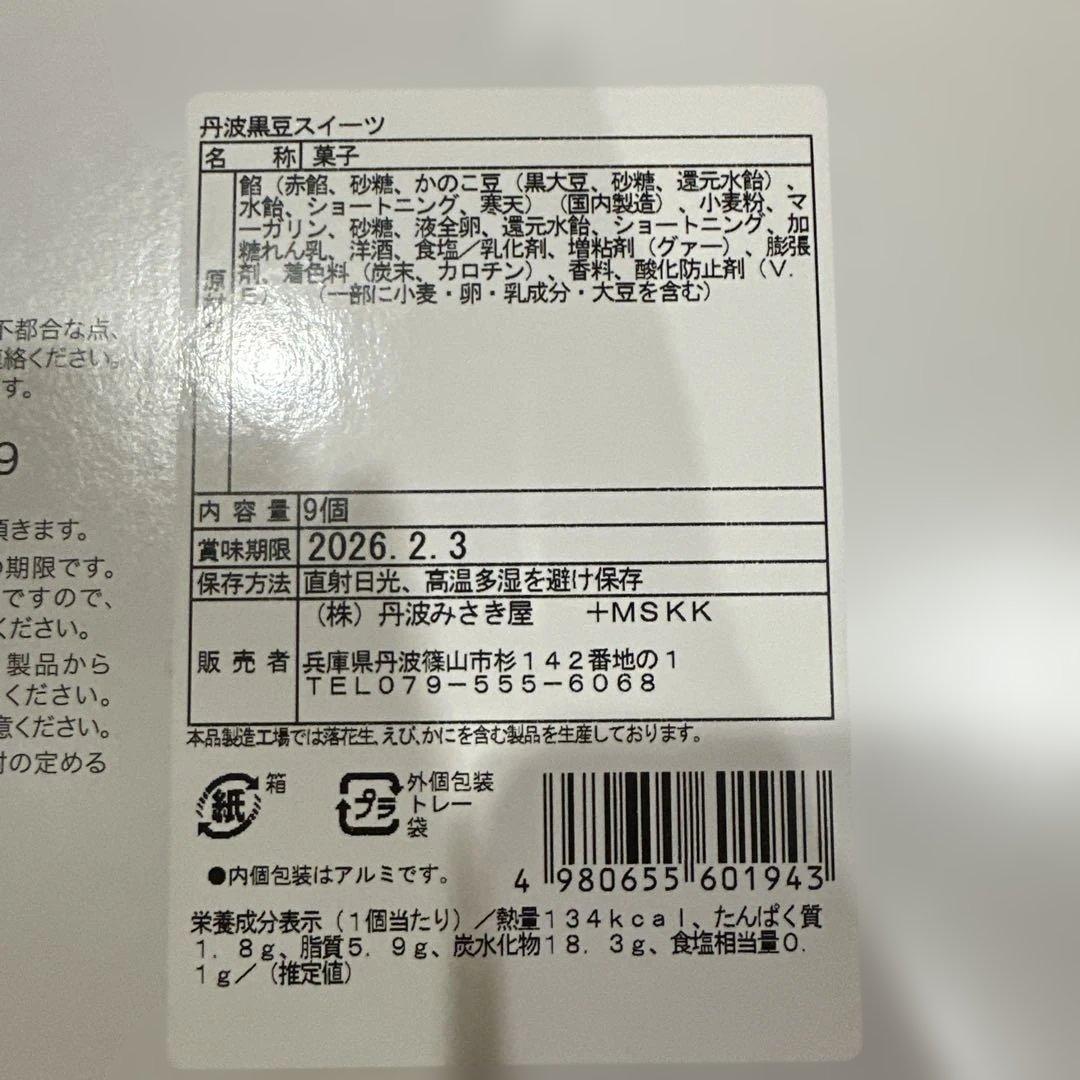 丹波黒豆スイーツ
名 称 菓子
原材
餡（赤餡、砂糖、かのこ豆（黒大豆、砂糖、還元水飴）、
水飴、ショートニング、寒天）（国内製造）、小麦粉、マ
ーガリン、砂糖、液全卵、還元水飴、ショートニング、加
糖れん乳、洋酒、食塩／乳化剤、増粘剤（グァー）、膨張
剤、着色料（炭末、カロチン）、香料、酸化防止剤（Ｖ．
Ｅ）（一部に小麦・卵・乳成分・大豆を含む）
内容量 9個
賞味期限 2026.2.3
保存方法 直射日光、高温多湿を避け保存
販売者
（株）丹波みさき屋 ＋ＭＳＫＫ
兵庫県丹波篠山市杉１４２番地の１
ＴＥＬ０７９－５５５－６０６８
本品製造工場では落花生、えび、かにを含む製品を生産しております。
紙 箱
プラ 外個包装
トレー
袋
●内個包装はアルミです。
4 980655 601943
栄養成分表示（１個当たり）／熱量１３４ｋｃａｌ、たんぱく質
１．８ｇ、脂質５．９ｇ、炭水化物１８．３ｇ、食塩相当量０．
１ｇ／（推定値）
不都合な点、
絡ください。
す。
9
頂きます。
期限です。
ですので、
ください。
製品から
ください。
意ください。
の定める